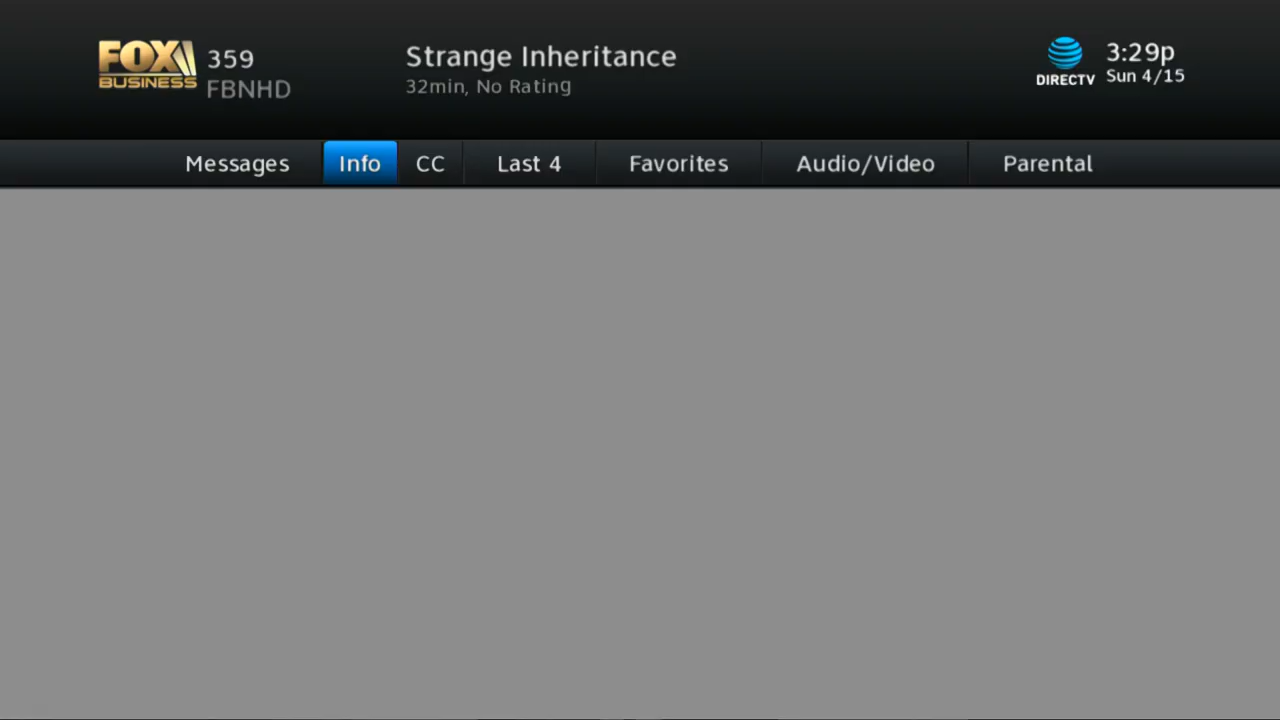 FOX
BUSINESS
359
FBNHD
Strange Inheritance
32min, No Rating
DIRECTV
3:29p
Sun 4/15
Messages
Info
CC
Last 4
Favorites
Audio/Video
Parental